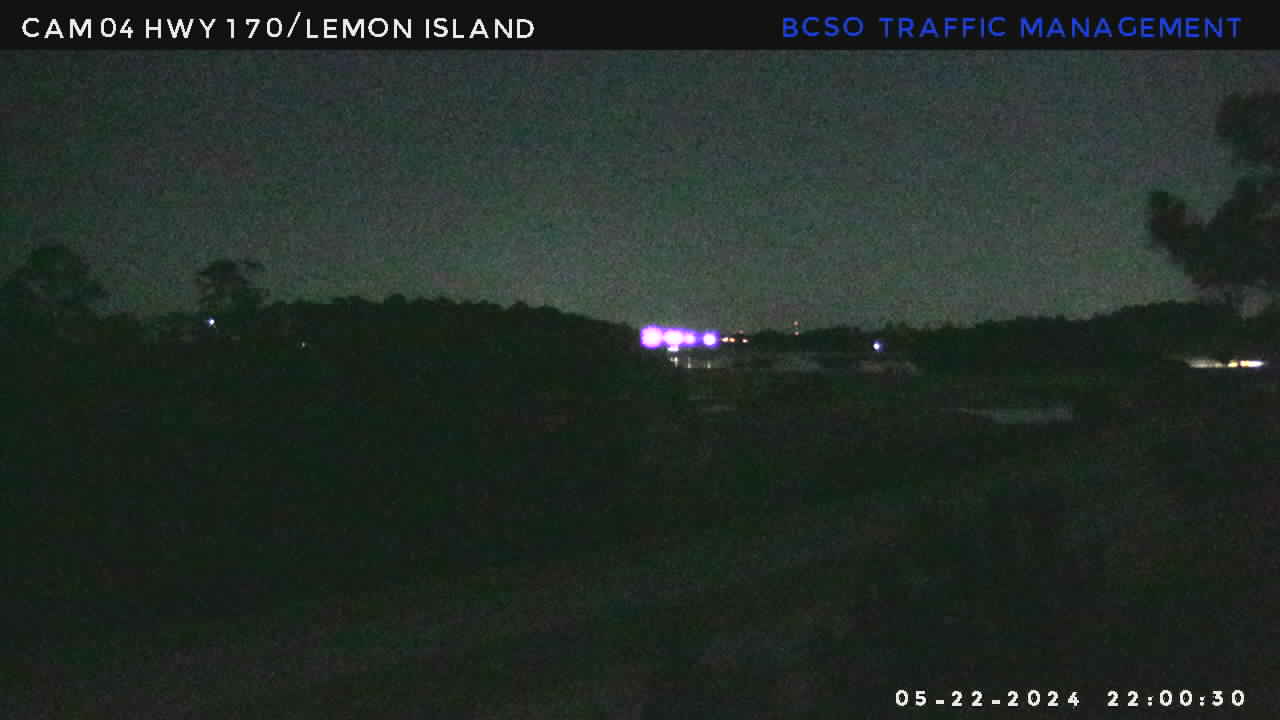 CAM04 HWY 170/LEMON ISLAND
BCSO TRAFFIC MANAGEMENT
05-22-2024 22:00:30